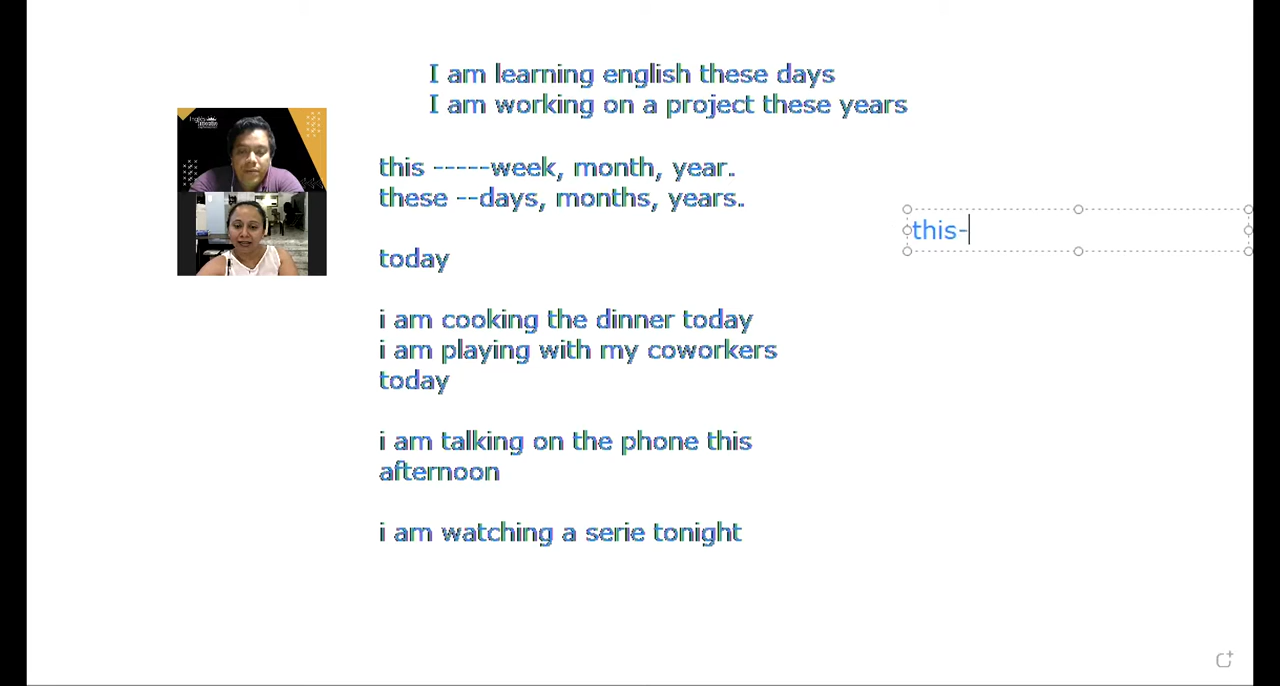 I am learning english these days
I am working on a project these years
this -----week, month, year.
these --days, months, years.
this-
today
i am cooking the dinner today
i am playing with my coworkers
today
i am talking on the phone this
afternoon
i am watching a serie tonight